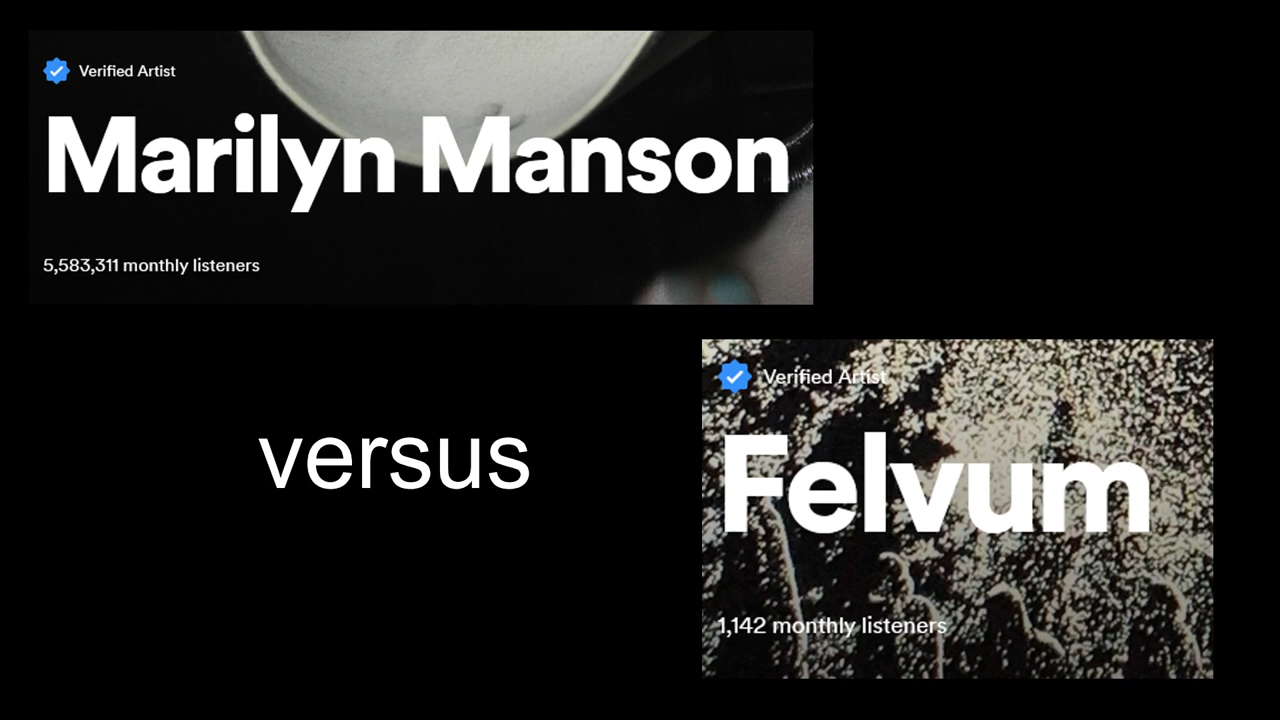 Verified Artist
Marilyn Manson
5,583,311 monthly listeners
versus
Verified Artist
Felvum
1,142 monthly listeners